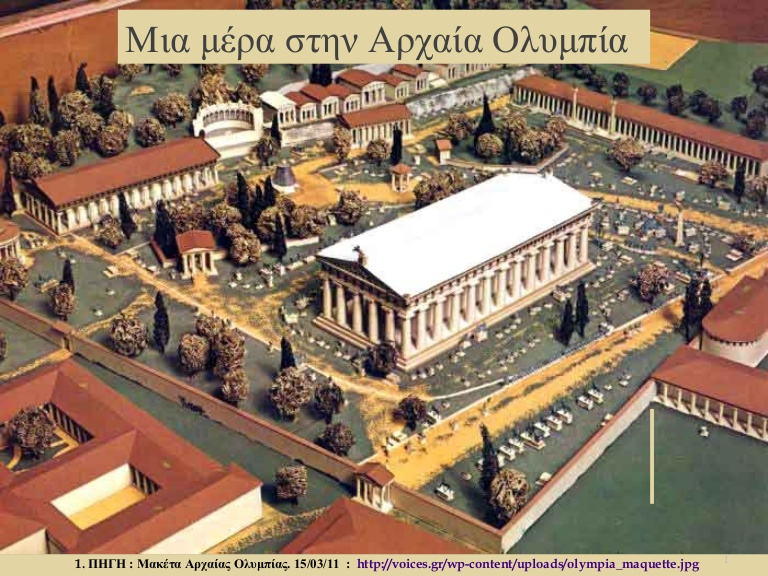 Μια μέρα στην Αρχαία Ολυμπία
1. ΠΗΓΗ : Μακέτα Αρχαίας Ολυμπίας. 15/03/11 : http://voices.gr/wp-content/uploads/olympia_maquette.jpg